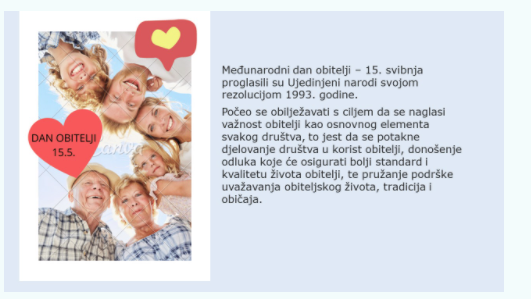 DAN OBITELJI
15.5.
Canva
Međunarodni dan obitelji – 15. svibnja
proglasili su Ujedinjeni narodi svojom
rezolucijom 1993. godine.
Počeo se obilježavati s ciljem da se naglasi
važnost obitelji kao osnovnog elementa
svakog društva, to jest da se potakne
djelovanje društva u korist obitelji, donošenje
odluka koje će osigurati bolji standard i
kvalitetu života obitelji, te pružanje podrške
uvažavanja obiteljskog života, tradicija i
običaja.